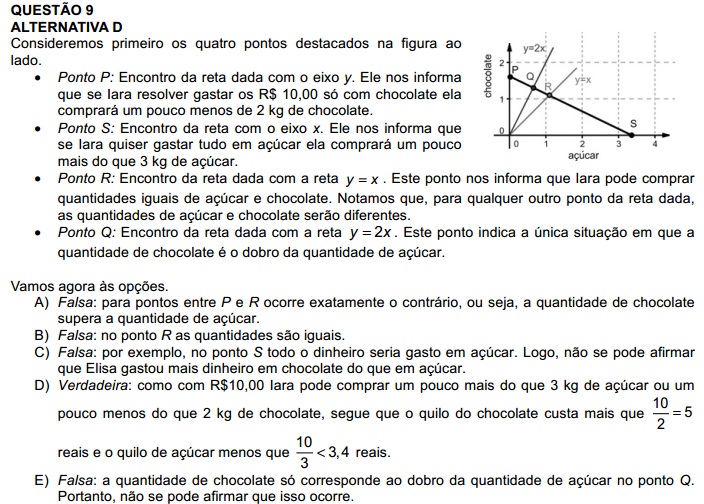 QUESTÃO 9
ALTERNATIVA D
Consideremos primeiro os quatro pontos destacados na figura ao
lado.
• Ponto P: Encontro da reta dada com o eixo y. Ele nos informa
que se Iara resolver gastar os R$ 10,00 só com chocolate ela
comprará um pouco menos de 2 kg de chocolate.
• Ponto S: Encontro da reta com o eixo x. Ele nos informa que
se Iara quiser gastar tudo em açúcar ela comprará um pouco
mais do que 3 kg de açúcar.
• Ponto R: Encontro da reta dada com a reta y = x . Este ponto nos informa que Iara pode comprar
quantidades iguais de açúcar e chocolate. Notamos que, para qualquer outro ponto da reta dada,
as quantidades de açúcar e chocolate serão diferentes.
• Ponto Q: Encontro da reta dada com a reta y = 2x . Este ponto indica a única situação em que a
quantidade de chocolate é o dobro da quantidade de açúcar.
chocolate
y=2x
y=x
P
Q
R
S
2
1
0
0 1 2 3 4
açúcar
Vamos agora às opções.
A) Falsa: para pontos entre P e R ocorre exatamente o contrário, ou seja, a quantidade de chocolate
supera a quantidade de açúcar.
B) Falsa: no ponto R as quantidades são iguais.
C) Falsa: por exemplo, no ponto S todo o dinheiro seria gasto em açúcar. Logo, não se pode afirmar
que Elisa gastou mais dinheiro em chocolate do que em açúcar.
D) Verdadeira: como com R$10,00 Iara pode comprar um pouco mais do que 3 kg de açúcar ou um
pouco menos do que 2 kg de chocolate, segue que o quilo do chocolate custa mais que 10/2 = 5
reais e o quilo de açúcar menos que 10/3 < 3,4 reais.
E) Falsa: a quantidade de chocolate só corresponde ao dobro da quantidade de açúcar no ponto Q.
Portanto, não se pode afirmar que isso ocorre.